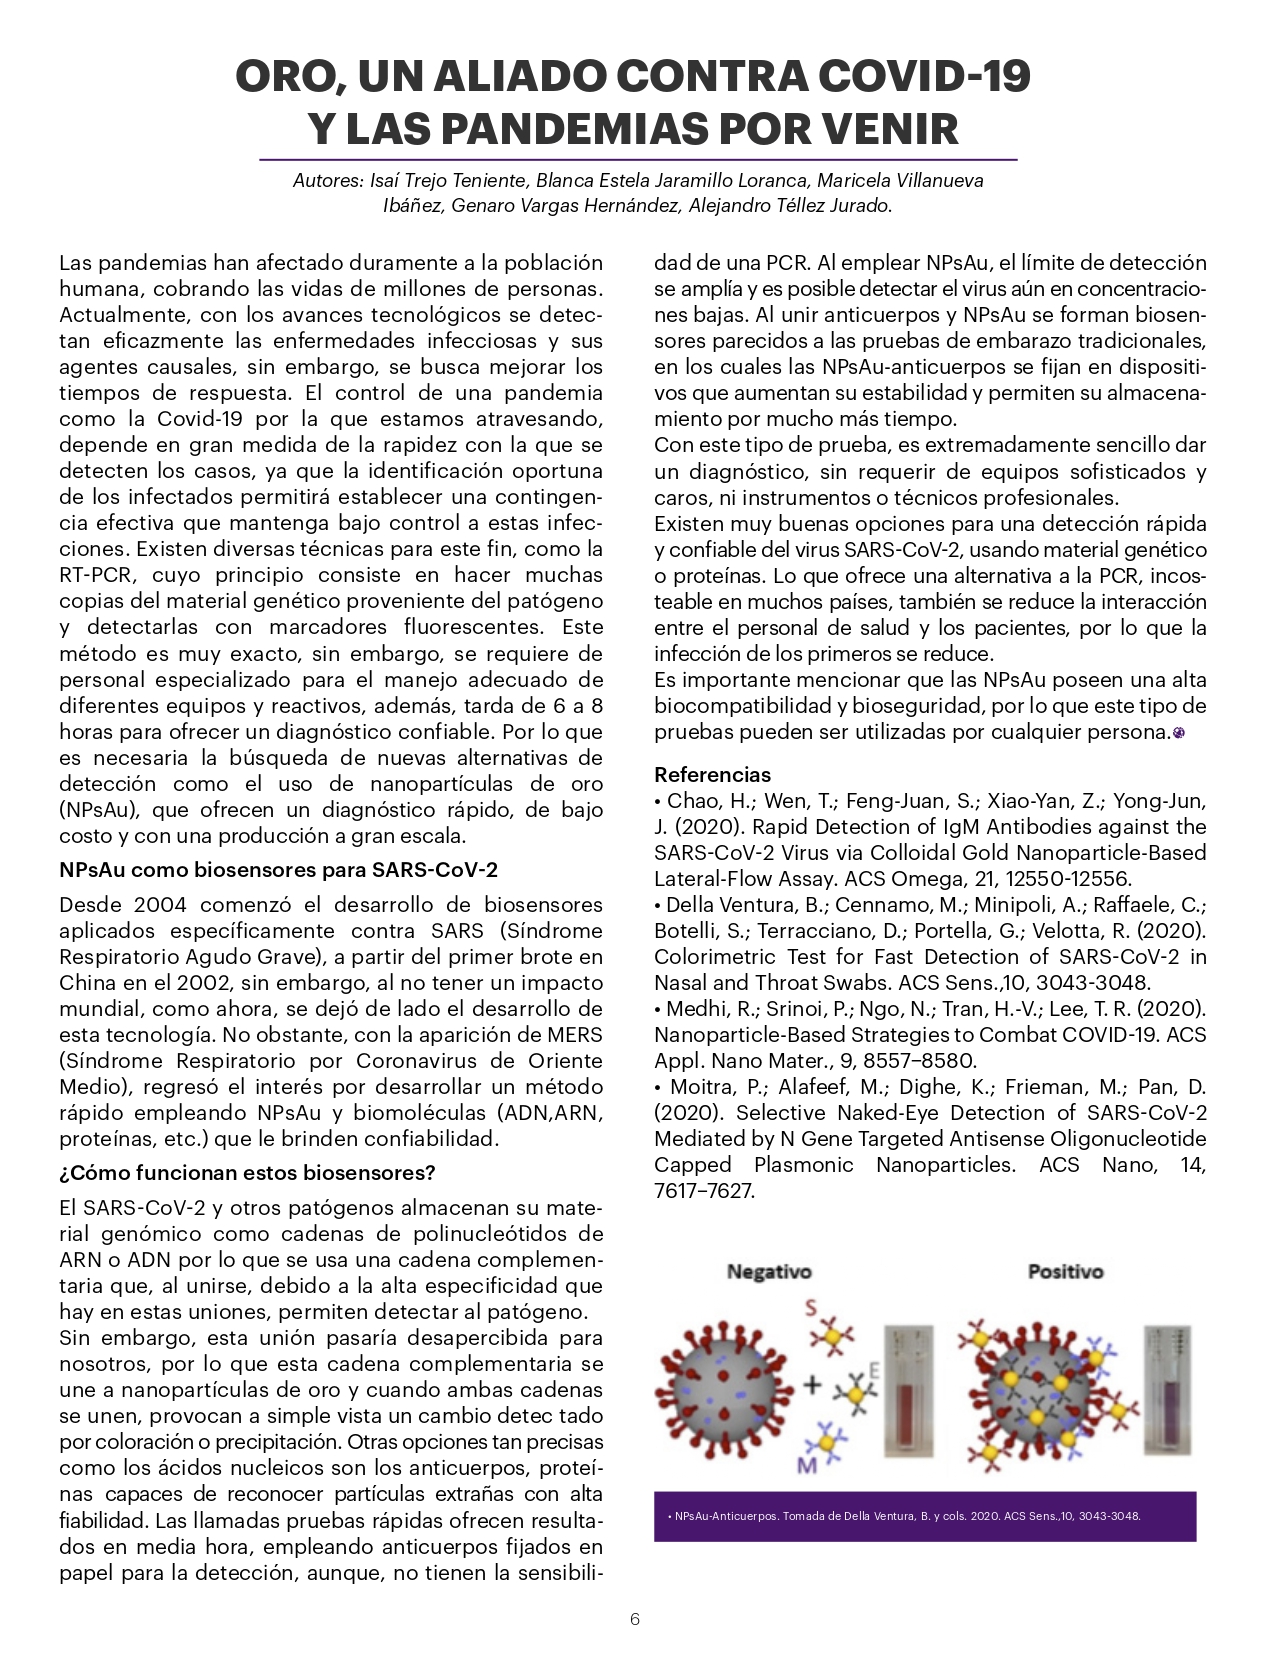 ORO, UN ALIADO CONTRA COVID-19
Y LAS PANDEMIAS POR VENIR
Autores: Isaí Trejo Teniente, Blanca Estela Jaramillo Loranca, Maricela Villanueva
Ibáñez, Genaro Vargas Hernández, Alejandro Téllez Jurado.
Las pandemias han afectado duramente a la población
humana, cobrando las vidas de millones de personas.
Actualmente, con los avances tecnológicos se detec-
tan eficazmente las enfermedades infecciosas y sus
agentes causales, sin embargo, se busca mejorar los
tiempos de respuesta. El control de una pandemia
como la Covid-19 por la que estamos atravesando,
depende en gran medida de la rapidez con la que se
detecten los casos, ya que la identificación oportuna
de los infectados permitirá establecer una contingen-
cia efectiva que mantenga bajo control a estas infec-
ciones. Existen diversas técnicas para este fin, como la
RT-PCR, cuyo principio consiste en hacer muchas
copias del material genético proveniente del patógeno
y detectarlas con marcadores fluorescentes. Este
método es muy exacto, sin embargo, se requiere de
personal especializado para el manejo adecuado de
diferentes equipos y reactivos, además, tarda de 6 a 8
horas para ofrecer un diagnóstico confiable. Por lo que
es necesaria la búsqueda de nuevas alternativas de
detección como el uso de nanopartículas de oro
(NPsAu), que ofrecen un diagnóstico rápido, de bajo
costo y con una producción a gran escala.
NPsAu como biosensores para SARS-CoV-2
Desde 2004 comenzó el desarrollo de biosensores
aplicados específicamente contra SARS (Síndrome
Respiratorio Agudo Grave), a partir del primer brote en
China en el 2002, sin embargo, al no tener un impacto
mundial, como ahora, se dejó de lado el desarrollo de
esta tecnología. No obstante, con la aparición de MERS
(Síndrome Respiratorio por Coronavirus de Oriente
Medio), regresó el interés por desarrollar un método
rápido empleando NPsAu y biomoléculas (ADN,ARN,
proteínas, etc.) que le brinden confiabilidad.
¿Cómo funcionan estos biosensores?
El SARS-CoV-2 y otros patógenos almacenan su mate-
rial genómico como cadenas de polinucleótidos de
ARN o ADN por lo que se usa una cadena complemen-
taria que, al unirse, debido a la alta especificidad que
hay en estas uniones, permiten detectar al patógeno.
Sin embargo, esta unión pasaría desapercibida para
nosotros, por lo que esta cadena complementaria se
une a nanopartículas de oro y cuando ambas cadenas
se unen, provocan a simple vista un cambio detec tado
por coloración o precipitación. Otras opciones tan precisas
como los ácidos nucleicos son los anticuerpos, proteí-
nas capaces de reconocer partículas extrañas con alta
fiabilidad. Las llamadas pruebas rápidas ofrecen resulta-
dos en media hora, empleando anticuerpos fijados en
papel para la detección, aunque, no tienen la sensibili-
dad de una PCR. Al emplear NPsAu, el límite de detección
se amplía y es posible detectar el virus aún en concentracio-
nes bajas. Al unir anticuerpos y NPsAu se forman biosen-
sores parecidos a las pruebas de embarazo tradicionales,
en los cuales las NPsAu-anticuerpos se fijan en dispositi-
vos que aumentan su estabilidad y permiten su almacena-
miento por mucho más tiempo.
Con este tipo de prueba, es extremadamente sencillo dar
un diagnóstico, sin requerir de equipos sofisticados y
caros, ni instrumentos o técnicos profesionales.
Existen muy buenas opciones para una detección rápida
y confiable del virus SARS-CoV-2, usando material genético
o proteínas. Lo que ofrece una alternativa a la PCR, incos-
teable en muchos países, también se reduce la interacción
entre el personal de salud y los pacientes, por lo que la
infección de los primeros se reduce.
Es importante mencionar que las NPsAu poseen una alta
biocompatibilidad y bioseguridad, por lo que este tipo de
pruebas pueden ser utilizadas por cualquier persona.
Referencias
• Chao, H.; Wen, T.; Feng-Juan, S.; Xiao-Yan, Z.; Yong-Jun,
J. (2020). Rapid Detection of IgM Antibodies against the
SARS-CoV-2 Virus via Colloidal Gold Nanoparticle-Based
Lateral-Flow Assay. ACS Omega, 21, 12550-12556.
• Della Ventura, B.; Cennamo, M.; Minipoli, A.; Raffaele, C.;
Botelli, S.; Terracciano, D.; Portella, G.; Velotta, R. (2020).
Colorimetric Test for Fast Detection of SARS-CoV-2 in
Nasal and Throat Swabs. ACS Sens.,10, 3043-3048.
• Medhi, R.; Srinoi, P.; Ngo, N.; Tran, H.-V.; Lee, T. R. (2020).
Nanoparticle-Based Strategies to Combat COVID-19. ACS
Appl. Nano Mater., 9, 8557–8580.
• Moitra, P.; Alafeef, M.; Dighe, K.; Frieman, M.; Pan, D.
(2020). Selective Naked-Eye Detection of SARS-CoV-2
Mediated by N Gene Targeted Antisense Oligonucleotide
Capped Plasmonic Nanoparticles. ACS Nano, 14,
7617–7627.
Negativo
Positivo
S
+
E
M
• NPsAu-Anticuerpos. Tomada de Della Ventura, B. y cols. 2020. ACS Sens.,10, 3043-3048.
6